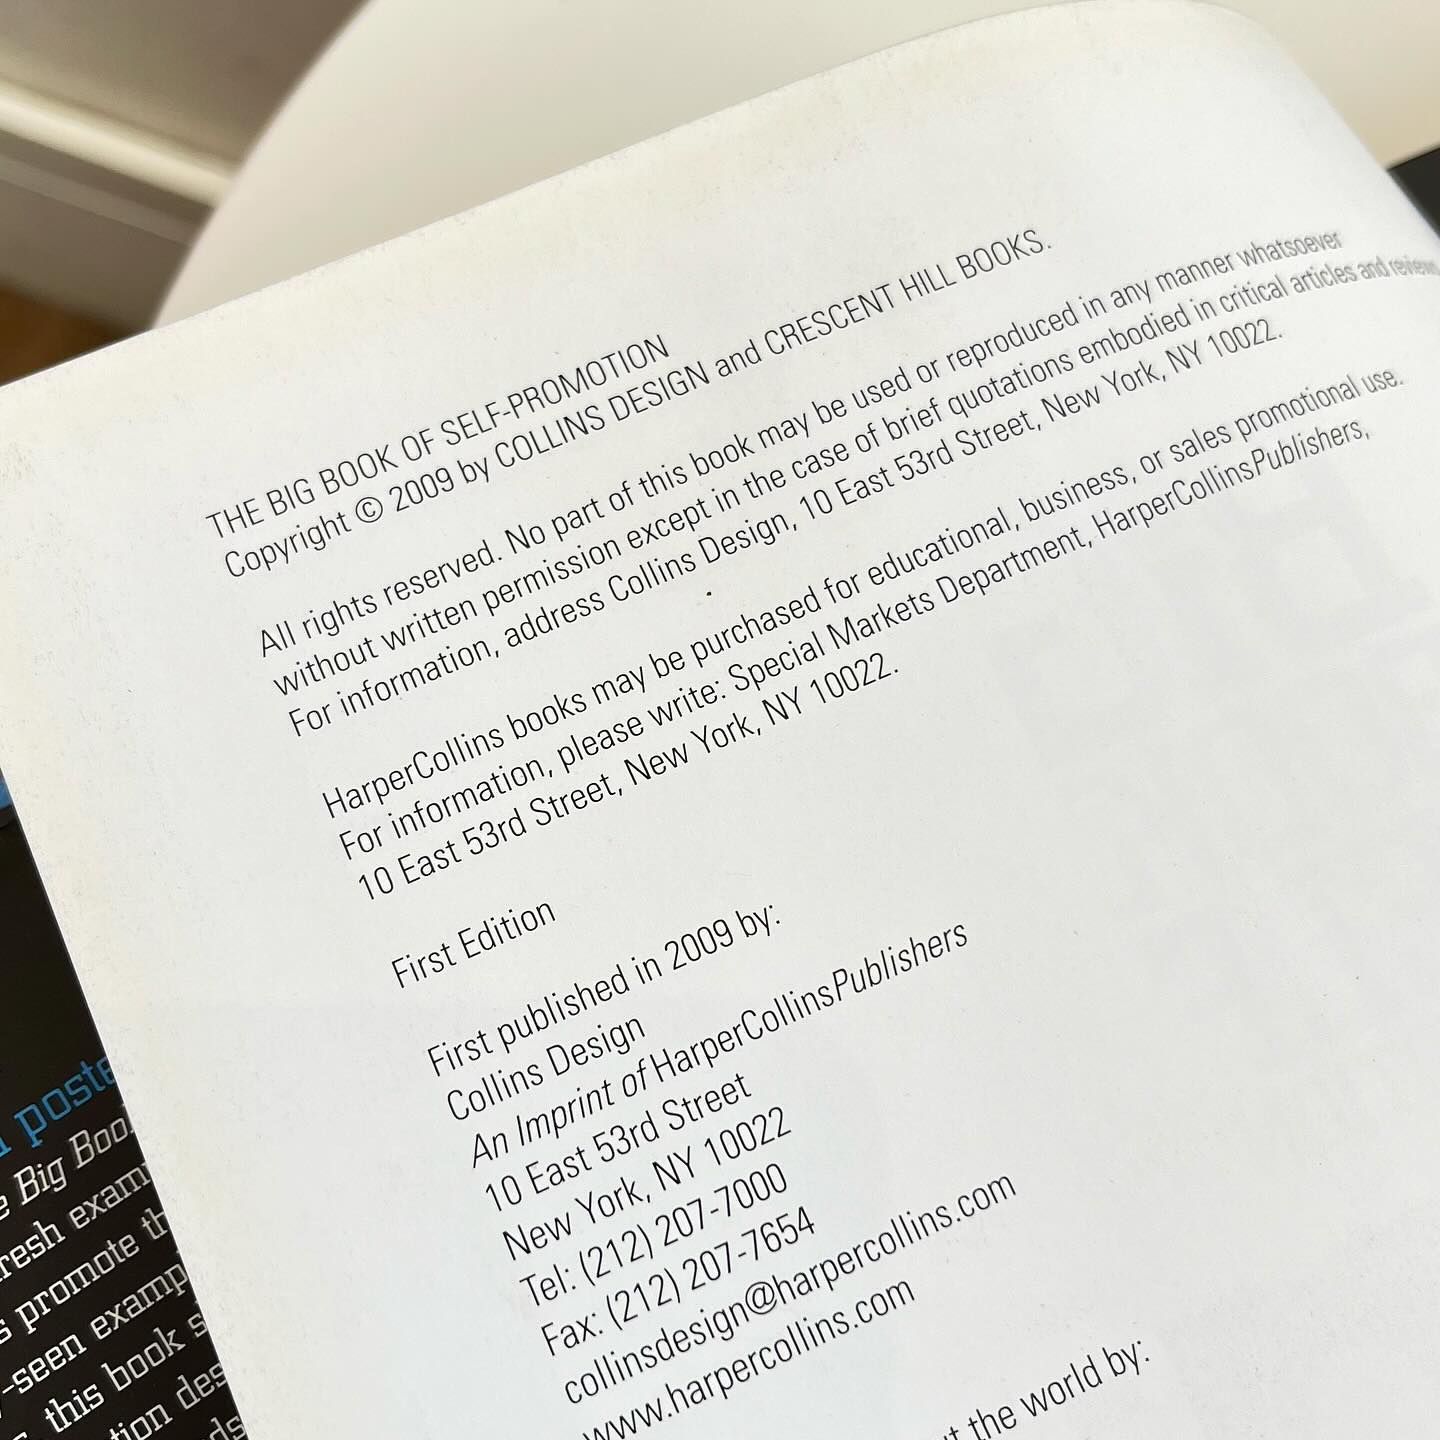 THE BIG BOOK OF SELF-PROMOTION
Copyright © 2009 by COLLINS DESIGN and CRESCENT HILL BOOKS.
All rights reserved. No part of this book may be used or reproduced in any manner whatsoever
without written permission except in the case of brief quotations embodied in critical articles and reviews
For information, address Collins Design, 10 East 53rd Street, New York, NY 10022.
HarperCollins books may be purchased for educational, business, or sales promotional use.
For information, please write: Special Markets Department, HarperCollinsPublishers,
10 East 53rd Street, New York, NY 10022.
First Edition
First published in 2009 by:
Collins Design
An Imprint of HarperCollinsPublishers
10 East 53rd Street
New York, NY 10022
Tel: (212) 207-7000
Fax: (212) 207-7654
collinsdesign@harpercollins.com
www.harpercollins.com
the world by:
poste
Big Book
resh exam
promote th
-seen examp
this book s
tion des
ds